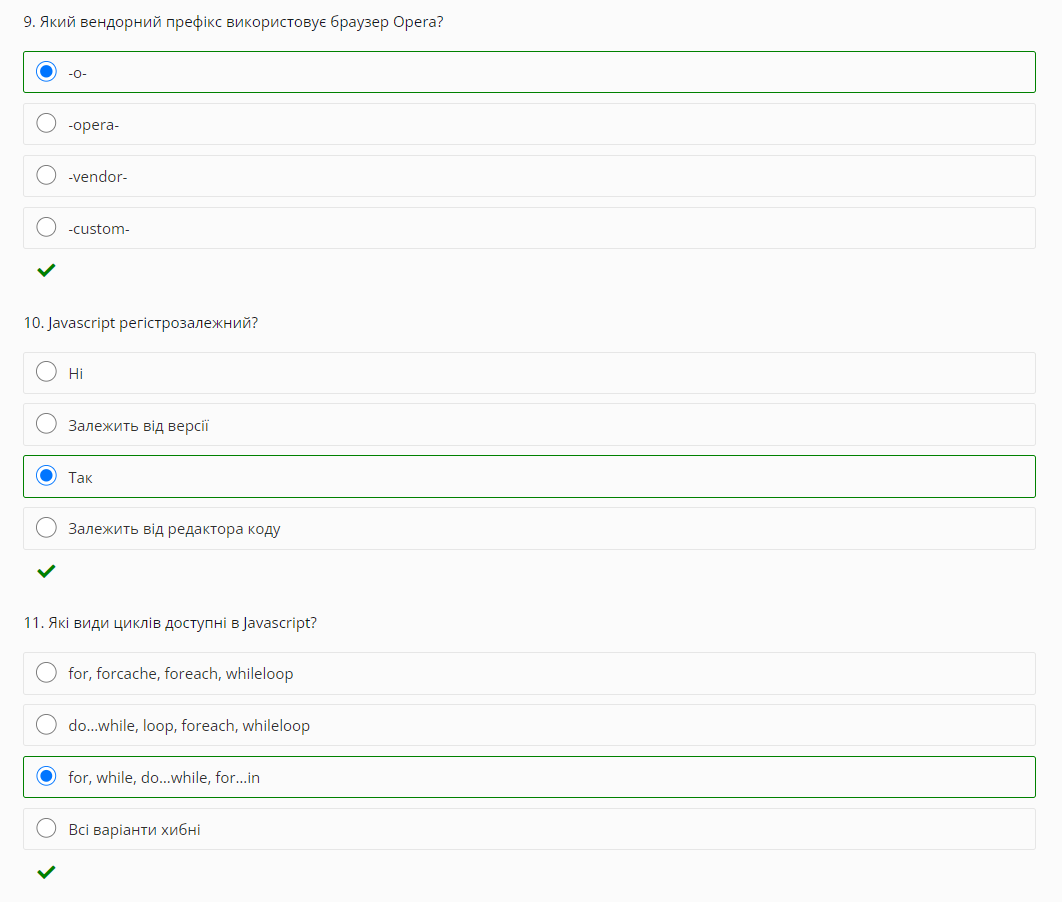 9. Який вендорний префікс використовує браузер Opera?
-o-
-opera-
-vendor-
-custom-
10. Javascript регістрозалежний?
Ні
Залежить від версії
Так
Залежить від редактора коду
11. Які види циклів доступні в Javascript?
for, forcache, foreach, whileloop
do...while, loop, foreach, whileloop
for, while, do...while, for...in
Всі варіанти хибні